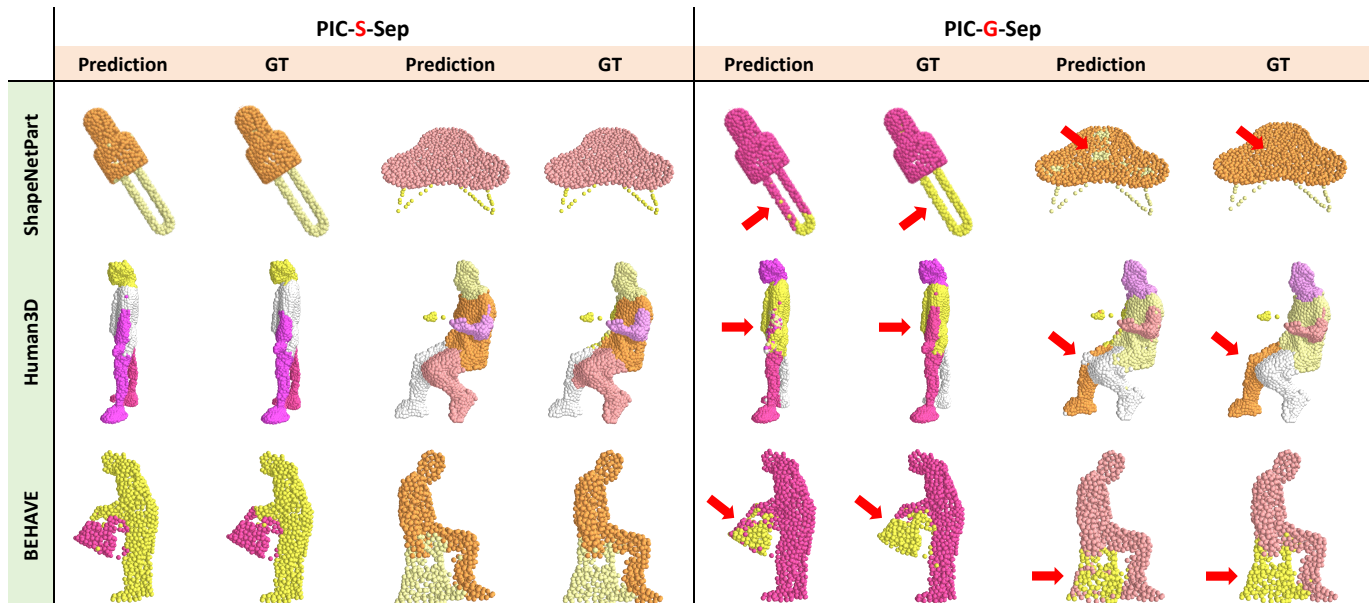 PIC-S-Sep PIC-G-Sep
Prediction GT Prediction GT Prediction GT Prediction GT
ShapeNetPart
Human3D
BEHAVE